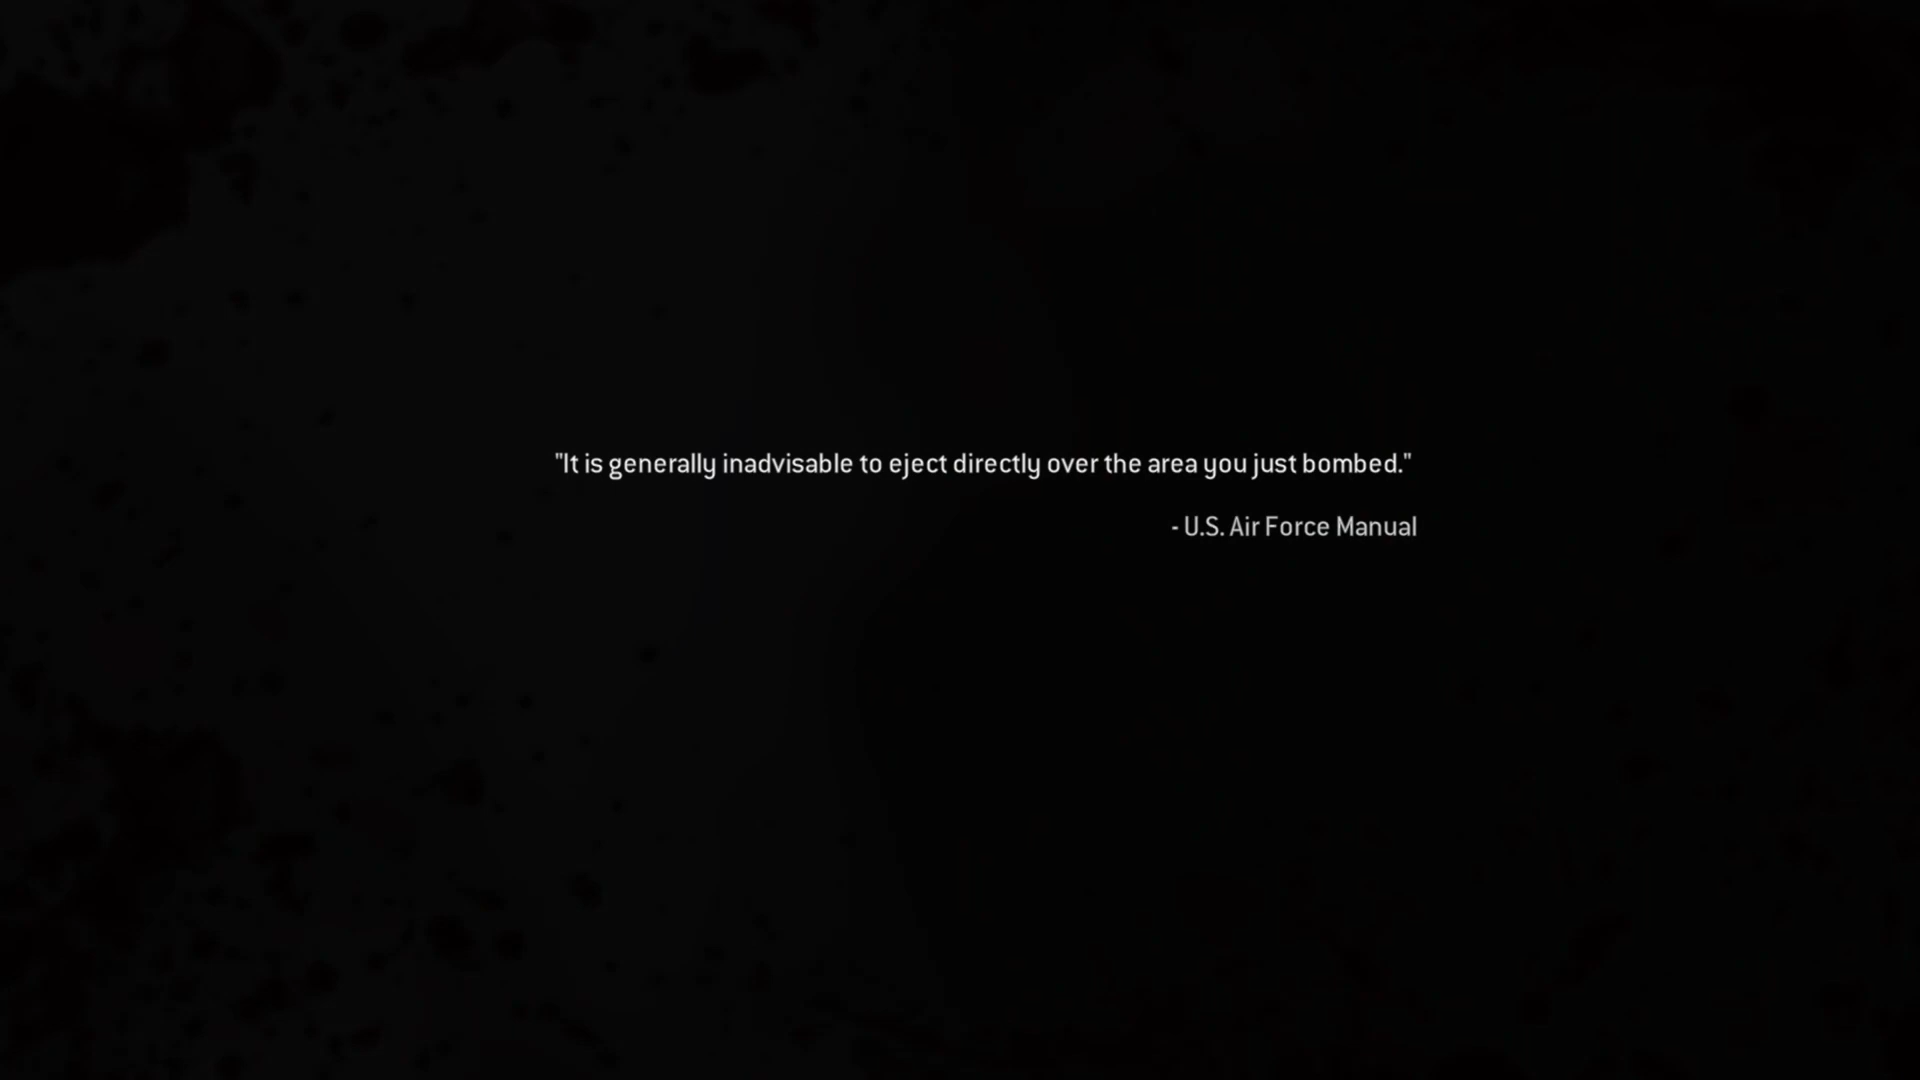 "It is generally inadvisable to eject directly over the area you just bombed."
- U.S. Air Force Manual